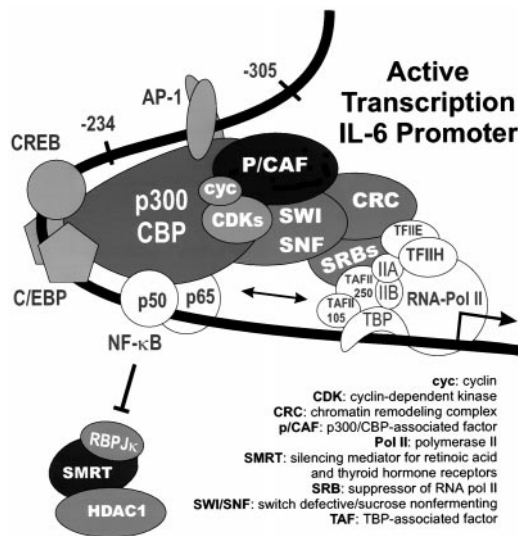 -305
Active
Transcription
IL-6 Promoter
AP-1
-234
CREB
P/CAF
p300
CBP
cyc
CDKs
SWI
SNF
CRC
SRBs
TFIIE
TFIIH
IIA
IIB
TAFII
250
TAFII
105
TBP
RNA-Pol II
C/EBP
p50
p65
NF-κB
RBPJκ
SMRT
HDAC1
cyc: cyclin
CDK: cyclin-dependent kinase
CRC: chromatin remodeling complex
p/CAF: p300/CBP-associated factor
Pol II: polymerase II
SMRT: silencing mediator for retinoic acid
and thyroid hormone receptors
SRB: suppressor of RNA pol II
SWI/SNF: switch defective/sucrose nonfermenting
TAF: TBP-associated factor